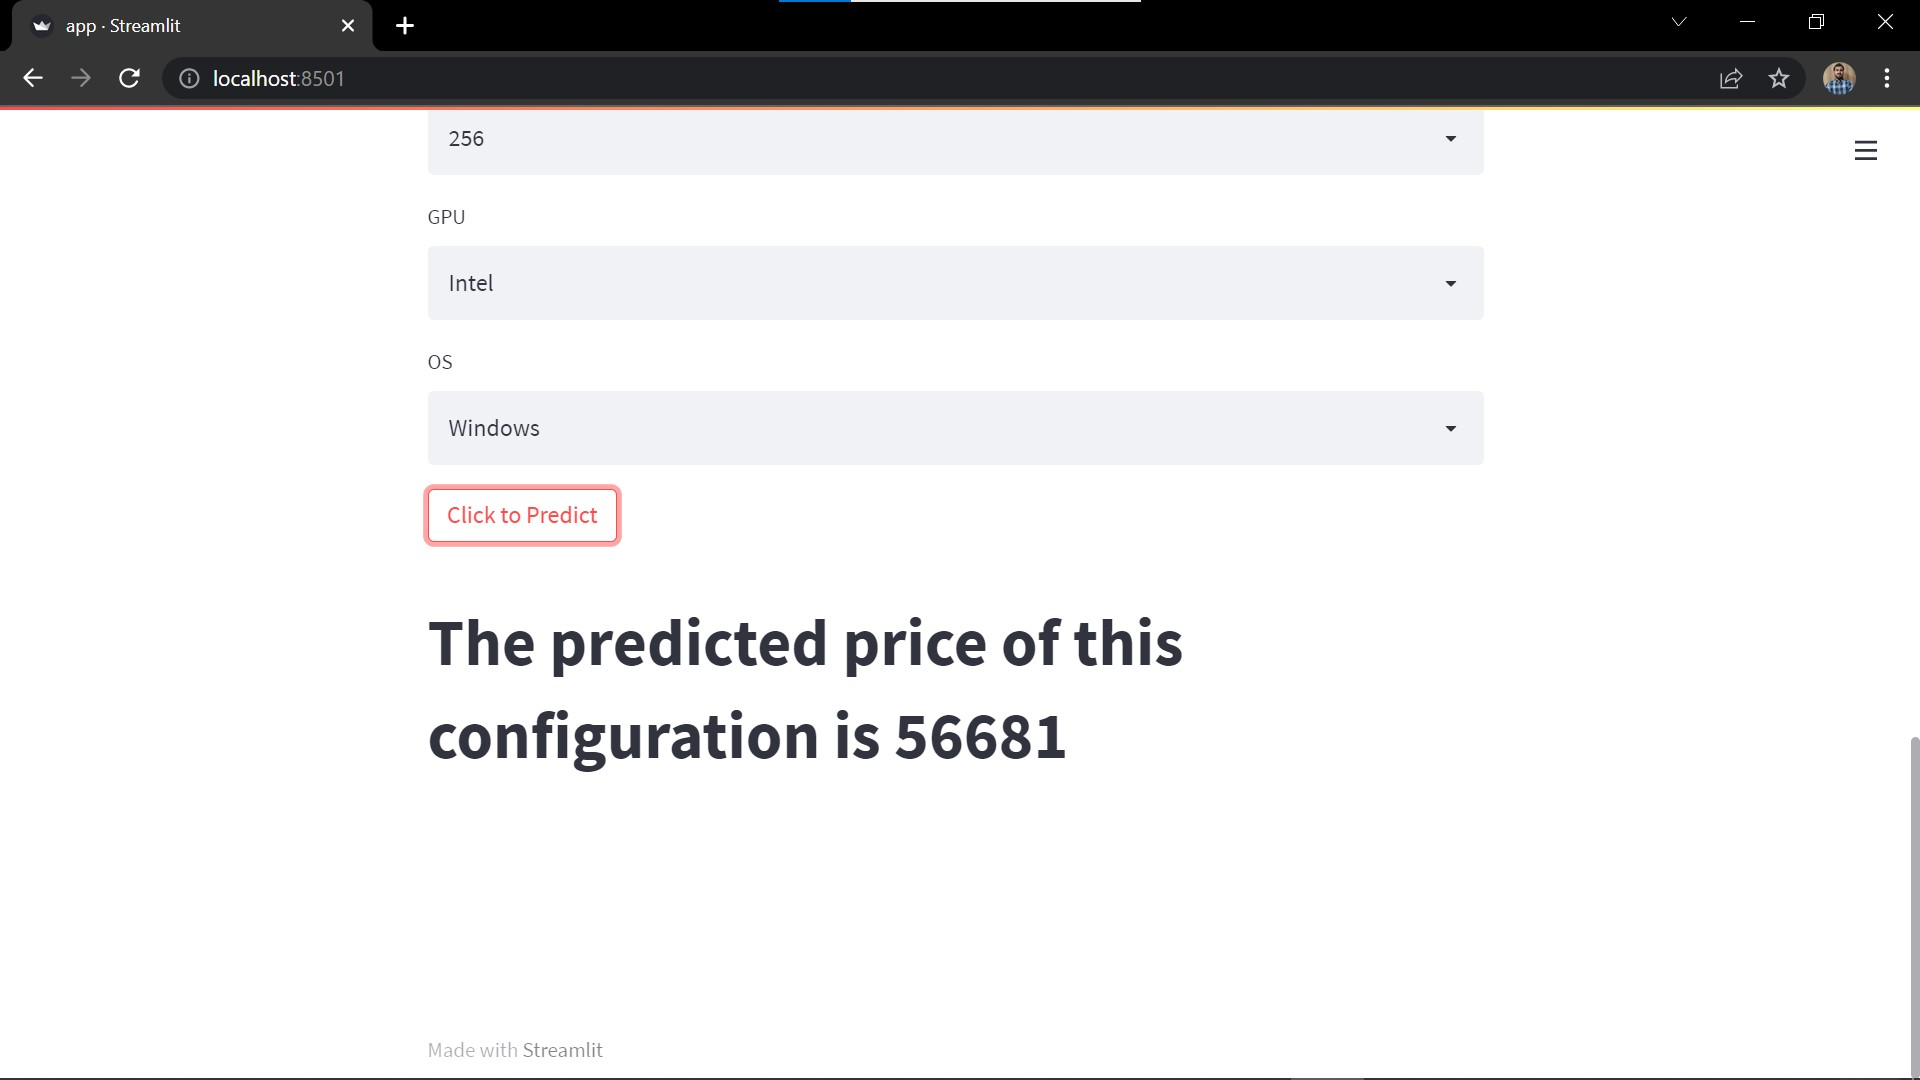 app · Streamlit
localhost:8501
256
GPU
Intel
OS
Windows
Click to Predict
The predicted price of this
configuration is 56681
Made with Streamlit